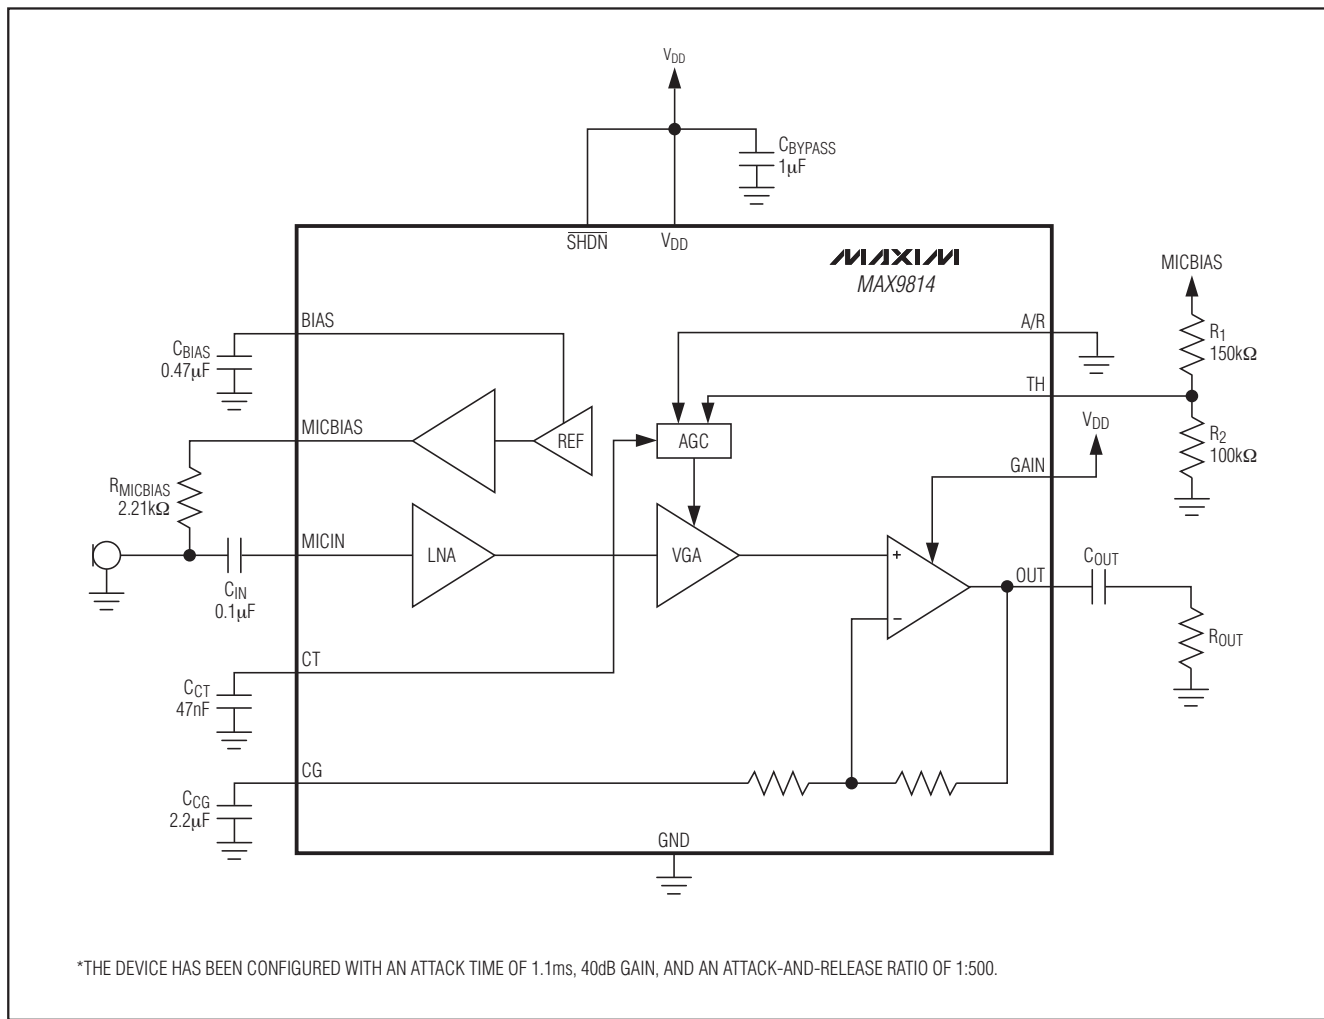 VDD
CBYPASS
1µF
SHDN
VDD
MAXIM
MAX9814
MICBIAS
BIAS
A/R
R1
150kΩ
CBIAS
0.47µF
TH
VDD
MICBIAS
REF
AGC
R2
100kΩ
GAIN
RMICBIAS
2.21kΩ
MICIN
LNA
VGA
+
COUT
OUT
CIN
0.1µF
−
ROUT
CT
CCT
47nF
CG
CCG
2.2µF
GND
*THE DEVICE HAS BEEN CONFIGURED WITH AN ATTACK TIME OF 1.1ms, 40dB GAIN, AND AN ATTACK-AND-RELEASE RATIO OF 1:500.